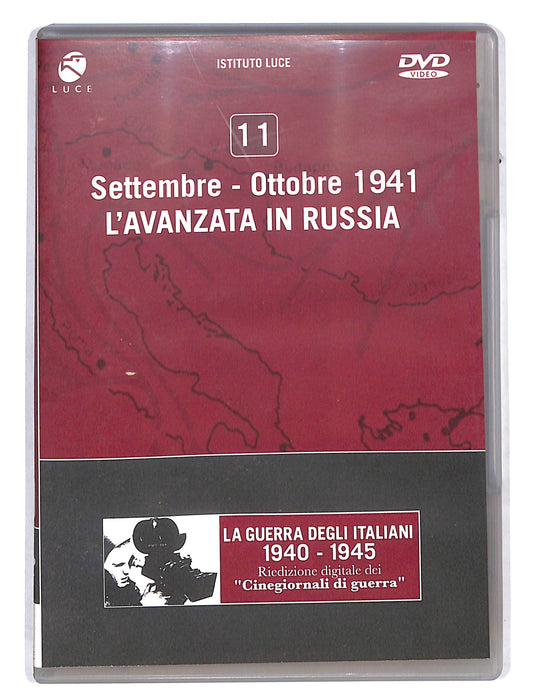 LUCE
ISTITUTO LUCE
DVD
VIDEO
11
Settembre - Ottobre 1941
L'AVANZATA IN RUSSIA
LA GUERRA DEGLI ITALIANI
1940 - 1945
Riedizione digitale dei
"Cinegiornali di guerra"